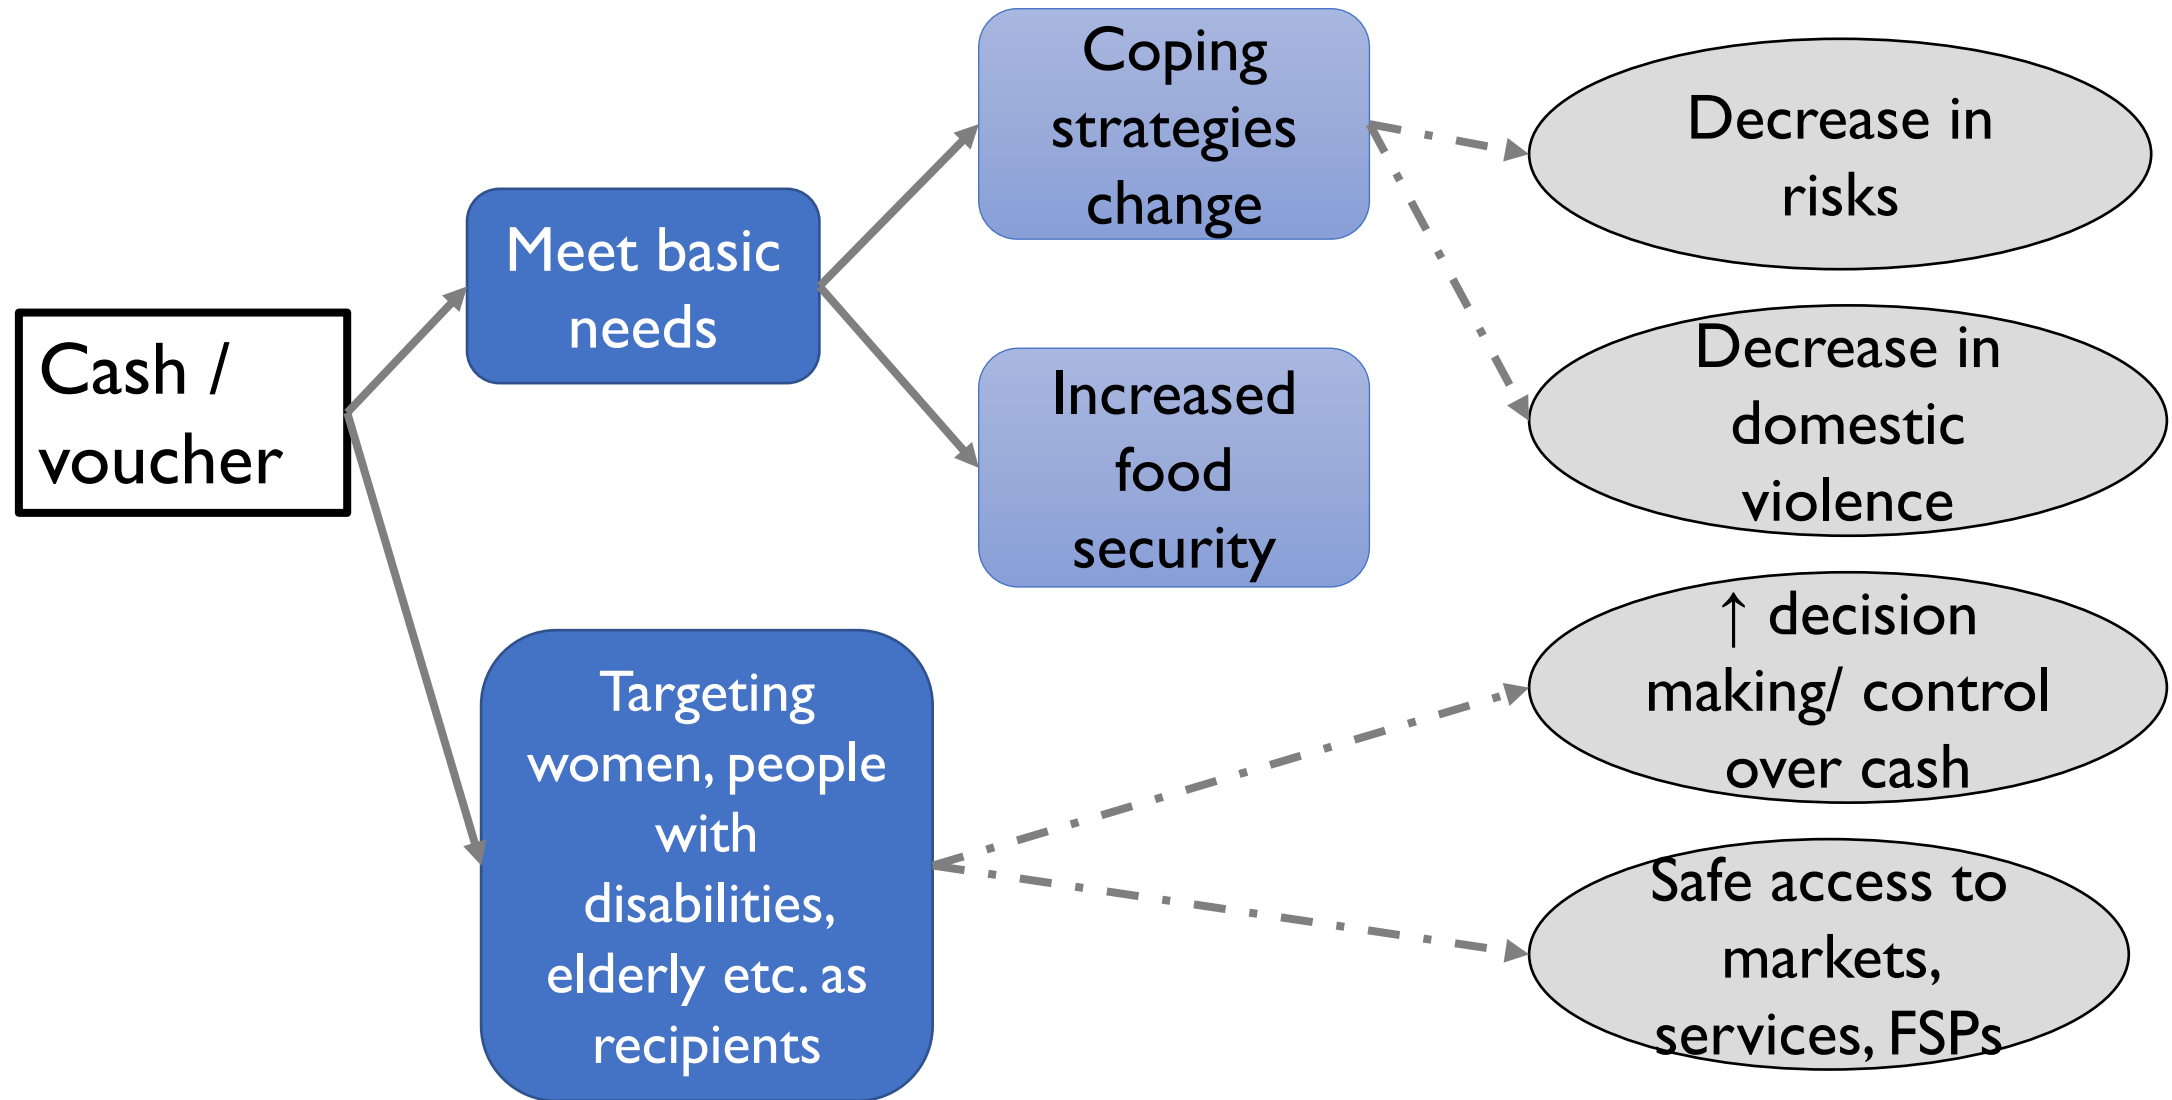 Cash /
voucher
Meet basic
needs
Targeting
women, people
with
disabilities,
elderly etc. as
recipients
Coping
strategies
change
Increased
food
security
Decrease in
risks
Decrease in
domestic
violence
↑ decision
making/ control
over cash
Safe access to
markets,
services, FSPs